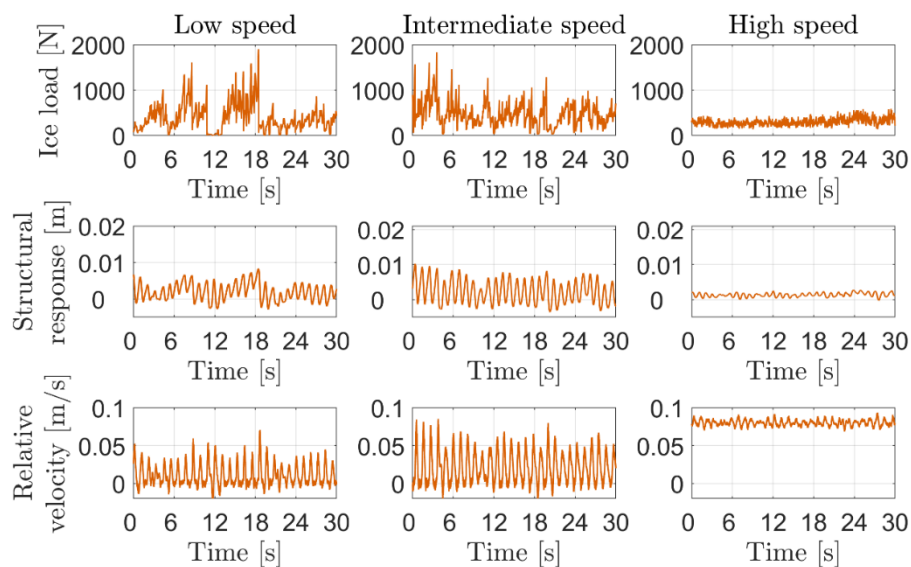 Low speed
Intermediate speed
High speed
Ice load [N]
2000
1000
0
0 6 12 18 24 30
Time [s]
2000
1000
0
0 6 12 18 24 30
Time [s]
2000
1000
0
0 6 12 18 24 30
Time [s]
Structural
response [m]
0.02
0.01
0
0 6 12 18 24 30
Time [s]
0.02
0.01
0
0 6 12 18 24 30
Time [s]
0.02
0.01
0
0 6 12 18 24 30
Time [s]
Relative
velocity [m/s]
0.1
0.05
0
0 6 12 18 24 30
Time [s]
0.1
0.05
0
0 6 12 18 24 30
Time [s]
0.1
0.05
0
0 6 12 18 24 30
Time [s]